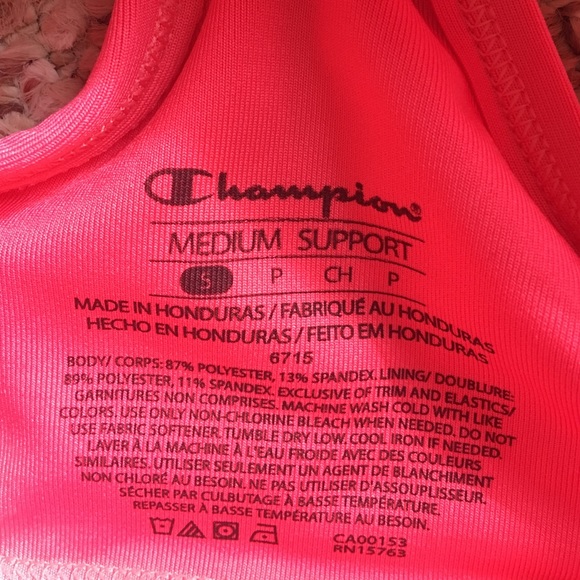 Champion®
MEDIUM SUPPORT
S P CH P
MADE IN HONDURAS / FABRIQUÉ AU HONDURAS
HECHO EN HONDURAS / FEITO EM HONDURAS
6715
BODY/ CORPS: 87% POLYESTER, 13% SPANDEX. LINING/ DOUBLURE:
89% POLYESTER, 11% SPANDEX. EXCLUSIVE OF TRIM AND ELASTICS/
GARNITURES NON COMPRISES. MACHINE WASH COLD WITH LIKE
COLORS. USE ONLY NON-CHLORINE BLEACH WHEN NEEDED. DO NOT
USE FABRIC SOFTENER. TUMBLE DRY LOW. COOL IRON IF NEEDED.
LAVER À LA MACHINE À L'EAU FROIDE AVEC DES COULEURS
SIMILAIRES. UTILISER SEULEMENT UN AGENT DE BLANCHIMENT
NON CHLORÉ AU BESOIN. NE PAS UTILISER D'ASSOUPLISSEUR.
SÉCHER PAR CULBUTAGE À BASSE TEMPÉRATURE.
REPASSER À BASSE TEMPÉRATURE AU BESOIN.
CA00153
RN15763